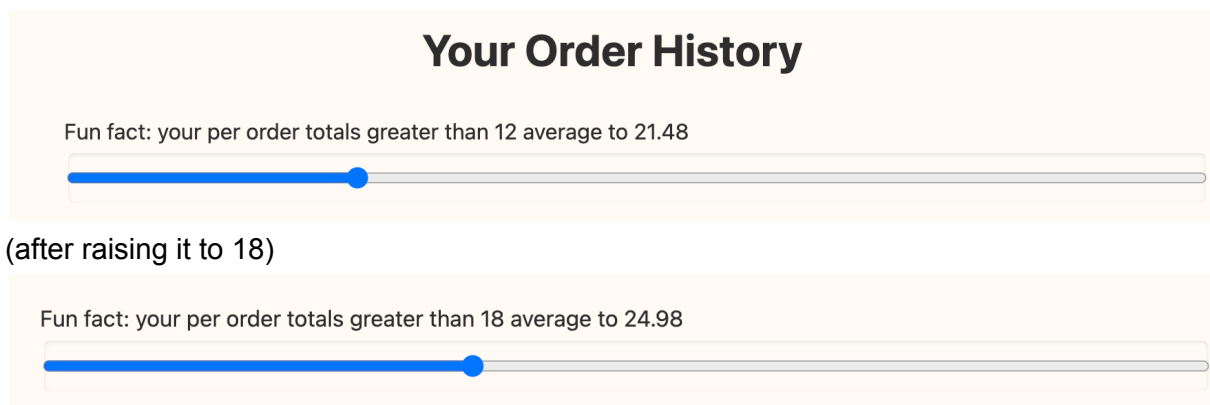 Your Order History
Fun fact: your per order totals greater than 12 average to 21.48
(after raising it to 18)
Fun fact: your per order totals greater than 18 average to 24.98